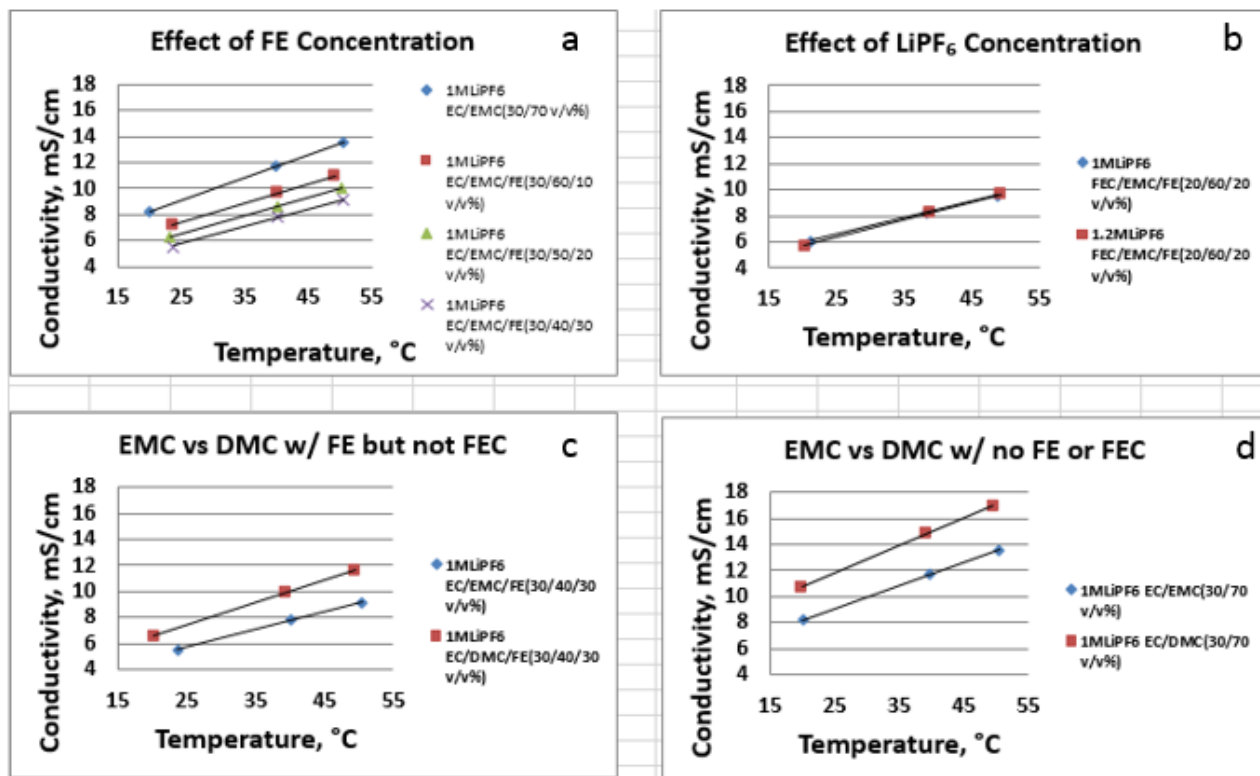 Effect of FE Concentration
a
Conductivity, mS/cm
18
16
14
12
10
8
6
4
15
25
35
45
55
Temperature, °C
1MLiPF6
EC/EMC(30/70 v/v%)
1MLiPF6
EC/EMC/FE(30/60/10
v/v%)
1MLiPF6
EC/EMC/FE(30/50/20
v/v%)
1MLiPF6
EC/EMC/FE(30/40/30
v/v%)
Effect of LiPF₆ Concentration
b
Conductivity, mS/cm
18
16
14
12
10
8
6
4
15
25
35
45
55
Temperature, °C
1MLiPF6
FEC/EMC/FE(20/60/20
v/v%)
1.2MLiPF6
FEC/EMC/FE(20/60/20
v/v%)
EMC vs DMC w/ FE but not FEC
c
Conductivity, mS/cm
18
16
14
12
10
8
6
4
15
25
35
45
55
Temperature, °C
1MLiPF6
EC/EMC/FE(30/40/30
v/v%)
1MLiPF6
EC/DMC/FE(30/40/30
v/v%)
EMC vs DMC w/ no FE or FEC
d
Conductivity, mS/cm
18
16
14
12
10
8
6
4
15
25
35
45
55
Temperature, °C
1MLiPF6 EC/EMC(30/70
v/v%)
1MLiPF6 EC/DMC(30/70
v/v%)